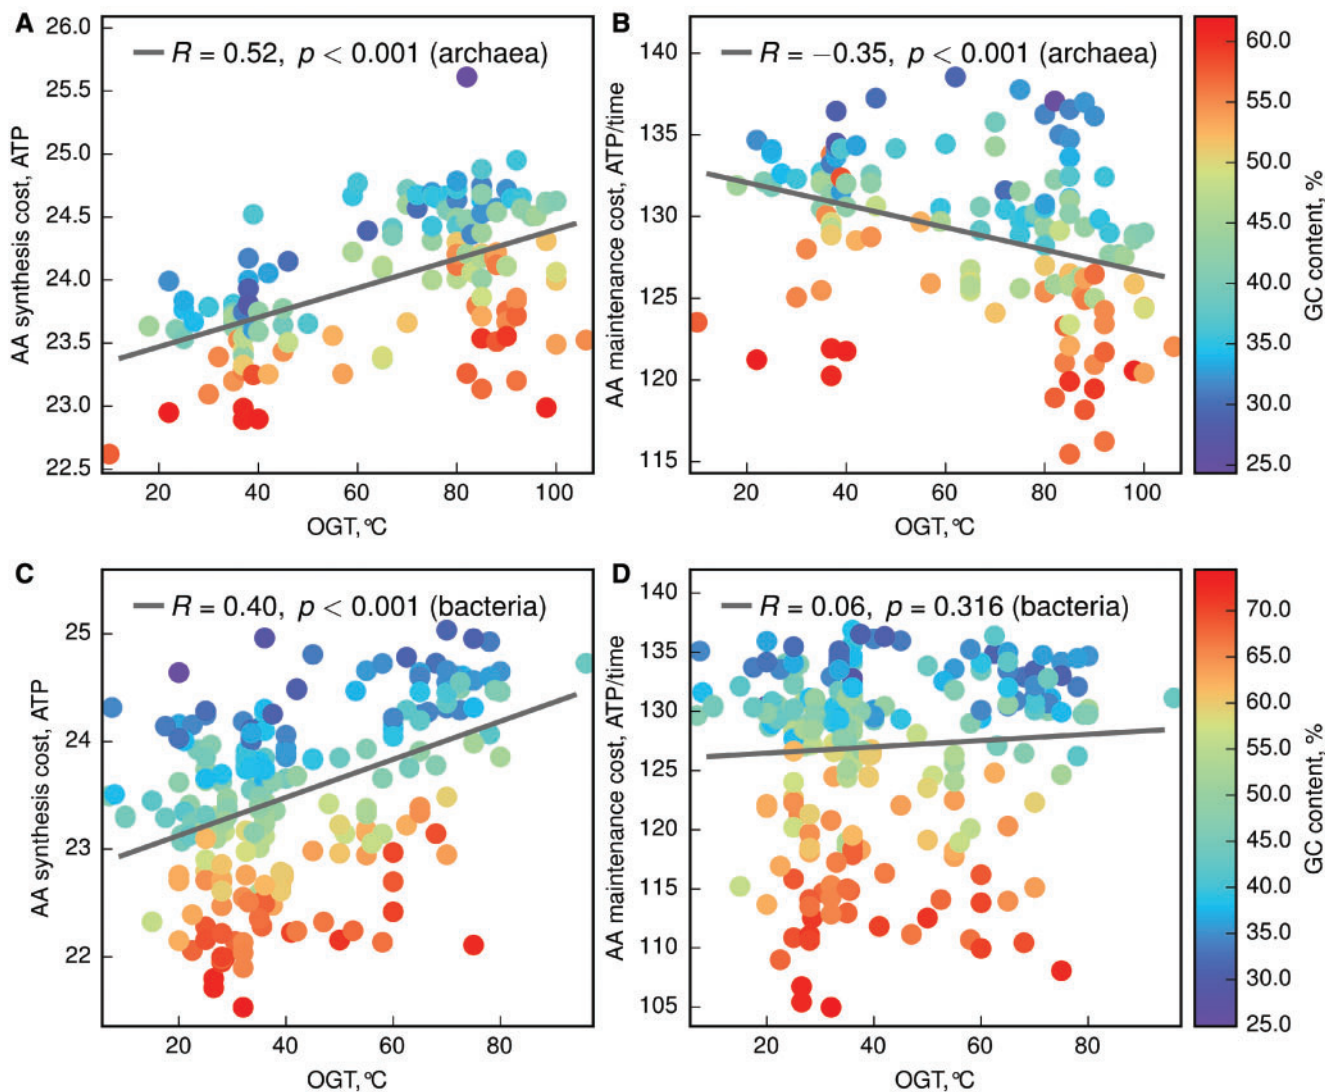 A
26.0
25.5
25.0
24.5
24.0
23.5
23.0
22.5
AA synthesis cost, ATP
R = 0.52, p < 0.001 (archaea)
20 40 60 80 100
OGT, °C
B
140
135
130
125
120
115
AA maintenance cost, ATP/time
R = −0.35, p < 0.001 (archaea)
20 40 60 80 100
OGT, °C
60.0
55.0
50.0
45.0
40.0
35.0
30.0
25.0
GC content, %
C
25
24
23
22
AA synthesis cost, ATP
R = 0.40, p < 0.001 (bacteria)
20 40 60 80
OGT, °C
D
140
135
130
125
120
115
110
105
AA maintenance cost, ATP/time
R = 0.06, p = 0.316 (bacteria)
20 40 60 80
OGT, °C
70.0
65.0
60.0
55.0
50.0
45.0
40.0
35.0
30.0
25.0
GC content, %